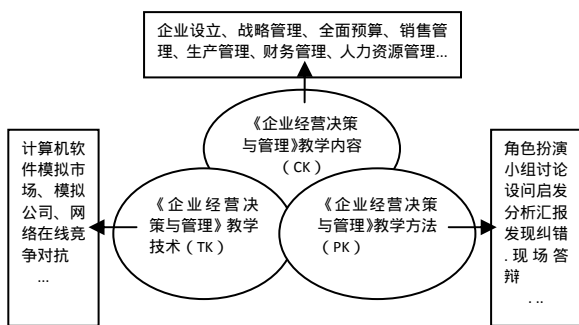 企业设立、战略管理、全面预算、销售管
理、生产管理、财务管理、人力资源管理...
《企业经营决策
与管理》教学内容
（CK）
计算机软
件模拟市
场、模拟
公司、网
络在线竞
争对抗
...
《企业经营决
策与管理》教学
技术（TK）
《企业经营决策
与管理》教学方法
（PK）
角色扮演
小组讨论
设问启发
分析汇报
发现纠错
.现场答
辩
. ..